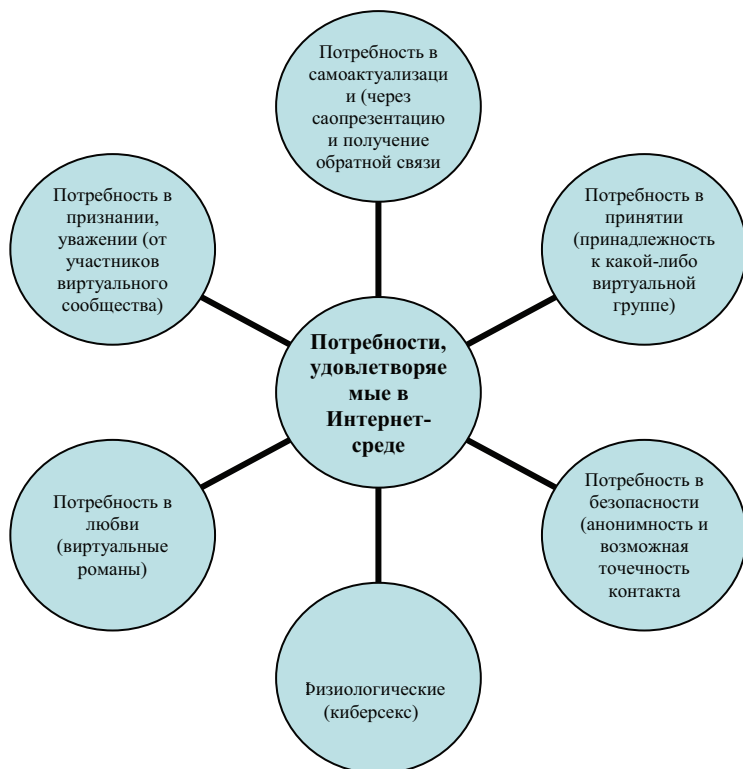 Потребность в
самоактуализаци
и (через
саопрезентацию
и получение
обратной связи
Потребность в
признании,
уважении (от
участников
виртуального
сообщества)
Потребность в
принятии
(принадлежность
к какой-либо
виртуальной
группе)
Потребности,
удовлетворяе
мые в
Интернет-
среде
Потребность в
любви
(виртуальные
романы)
Потребность в
безопасности
(анонимность и
возможная
точечность
контакта
Физиологические
(киберсекс)